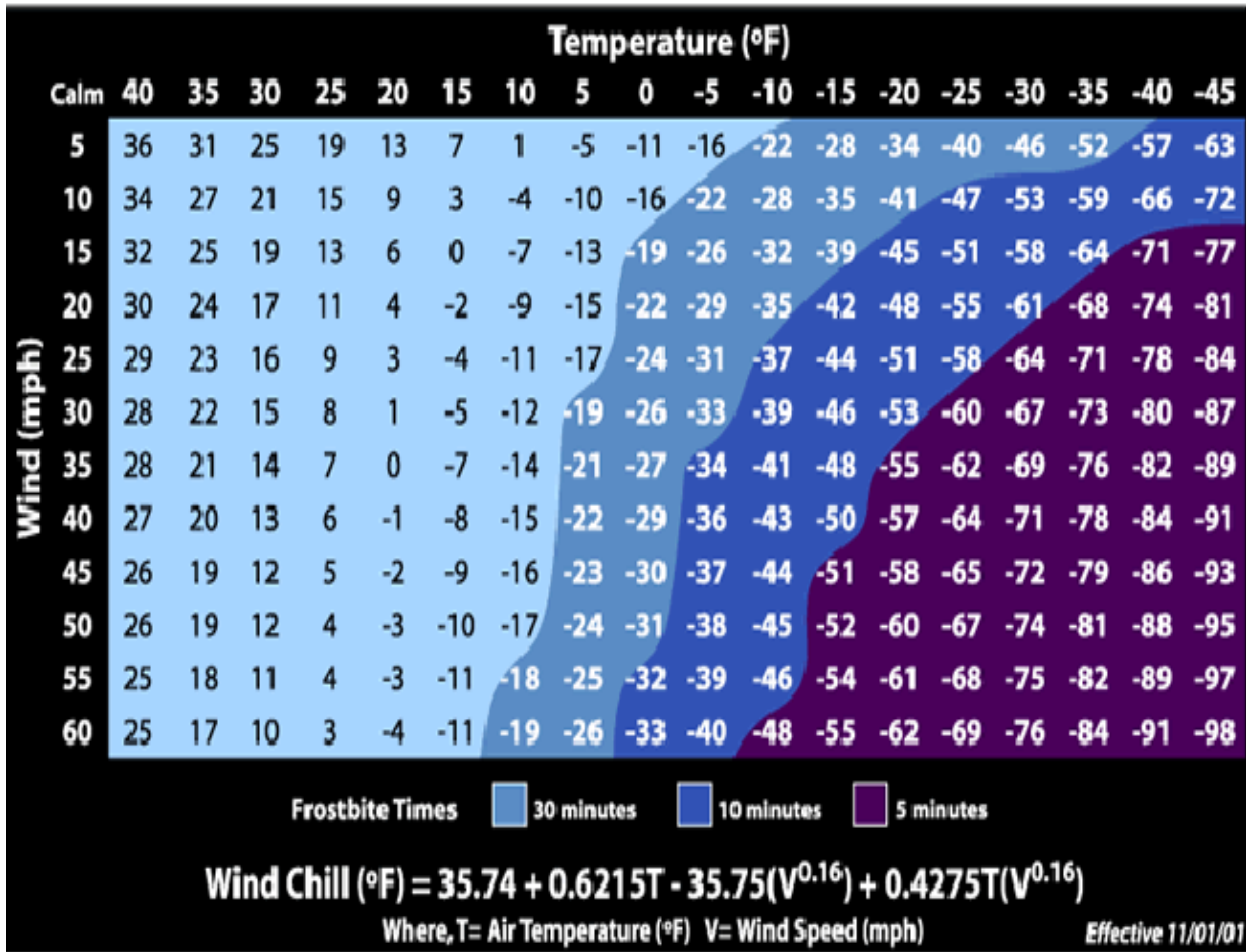 Temperature (ºF)
Calm 40 35 30 25 20 15 10 5 0 -5 -10 -15 -20 -25 -30 -35 -40 -45
5 36 31 25 19 13 7 1 -5 -11 -16 -22 -28 -34 -40 -46 -52 -57 -63
10 34 27 21 15 9 3 -4 -10 -16 -22 -28 -35 -41 -47 -53 -59 -66 -72
15 32 25 19 13 6 0 -7 -13 -19 -26 -32 -39 -45 -51 -58 -64 -71 -77
20 30 24 17 11 4 -2 -9 -15 -22 -29 -35 -42 -48 -55 -61 -68 -74 -81
25 29 23 16 9 3 -4 -11 -17 -24 -31 -37 -44 -51 -58 -64 -71 -78 -84
30 28 22 15 8 1 -5 -12 -19 -26 -33 -39 -46 -53 -60 -67 -73 -80 -87
35 28 21 14 7 0 -7 -14 -21 -27 -34 -41 -48 -55 -62 -69 -76 -82 -89
40 27 20 13 6 -1 -8 -15 -22 -29 -36 -43 -50 -57 -64 -71 -78 -84 -91
45 26 19 12 5 -2 -9 -16 -23 -30 -37 -44 -51 -58 -65 -72 -79 -86 -93
50 26 19 12 4 -3 -10 -17 -24 -31 -38 -45 -52 -60 -67 -74 -81 -88 -95
55 25 18 11 4 -3 -11 -18 -25 -32 -39 -46 -54 -61 -68 -75 -82 -89 -97
60 25 17 10 3 -4 -11 -19 -26 -33 -40 -48 -55 -62 -69 -76 -84 -91 -98
Wind (mph)
Frostbite Times 30 minutes 10 minutes 5 minutes
Wind Chill (ºF) = 35.74 + 0.6215T - 35.75(V^0.16) + 0.4275T(V^0.16)
Where, T= Air Temperature (ºF) V= Wind Speed (mph) Effective 11/01/01